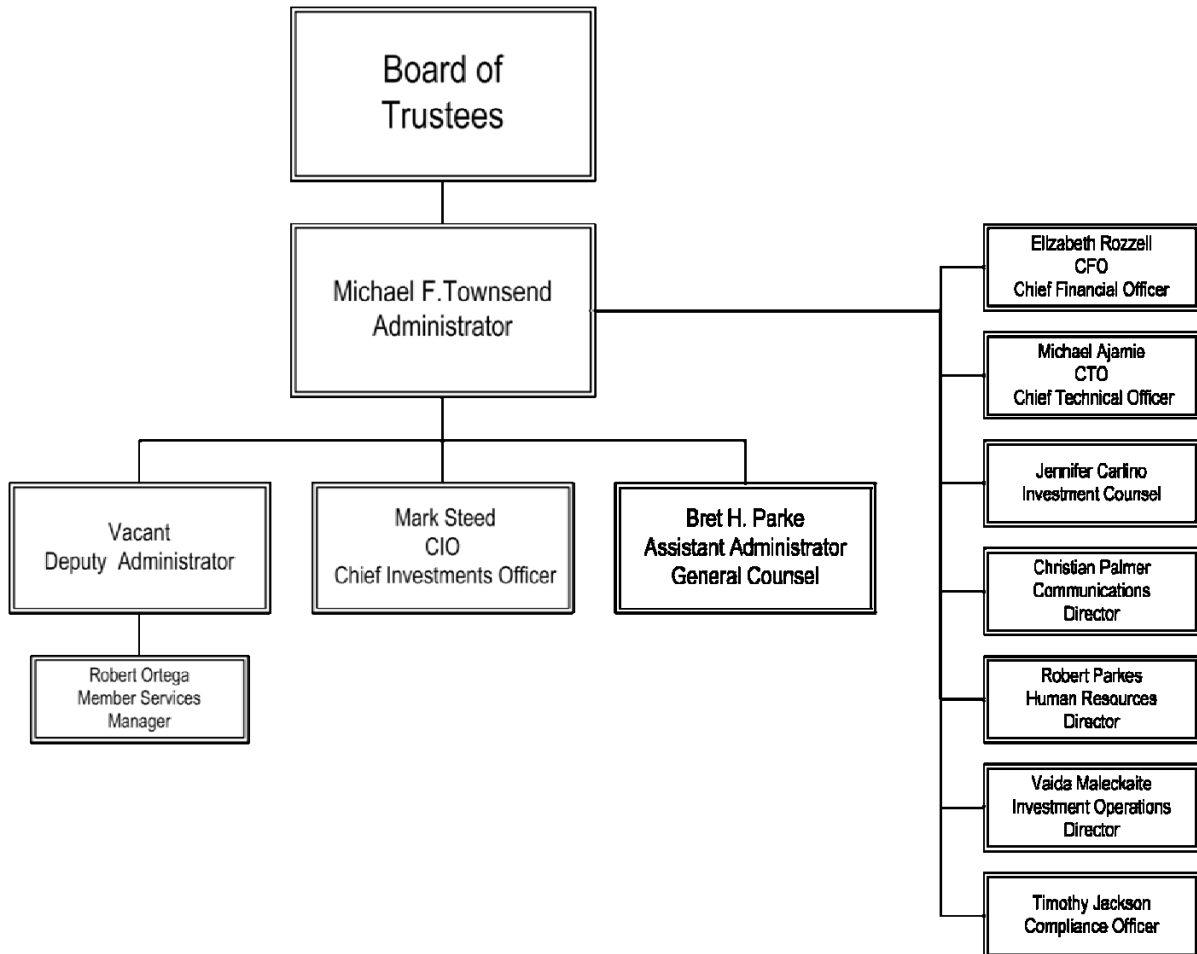 Board of
Trustees
Michael F.Townsend
Administrator
Vacant
Deputy Administrator
Mark Steed
CIO
Chief Investments Officer
Bret H. Parke
Assistant Administrator
General Counsel
Robert Ortega
Member Services
Manager
Elizabeth Rozzell
CFO
Chief Financial Officer
Michael Ajamie
CTO
Chief Technical Officer
Jennifer Carlino
Investment Counsel
Christian Palmer
Communications
Director
Robert Parkes
Human Resources
Director
Vaida Maleckaite
Investment Operations
Director
Timothy Jackson
Compliance Officer